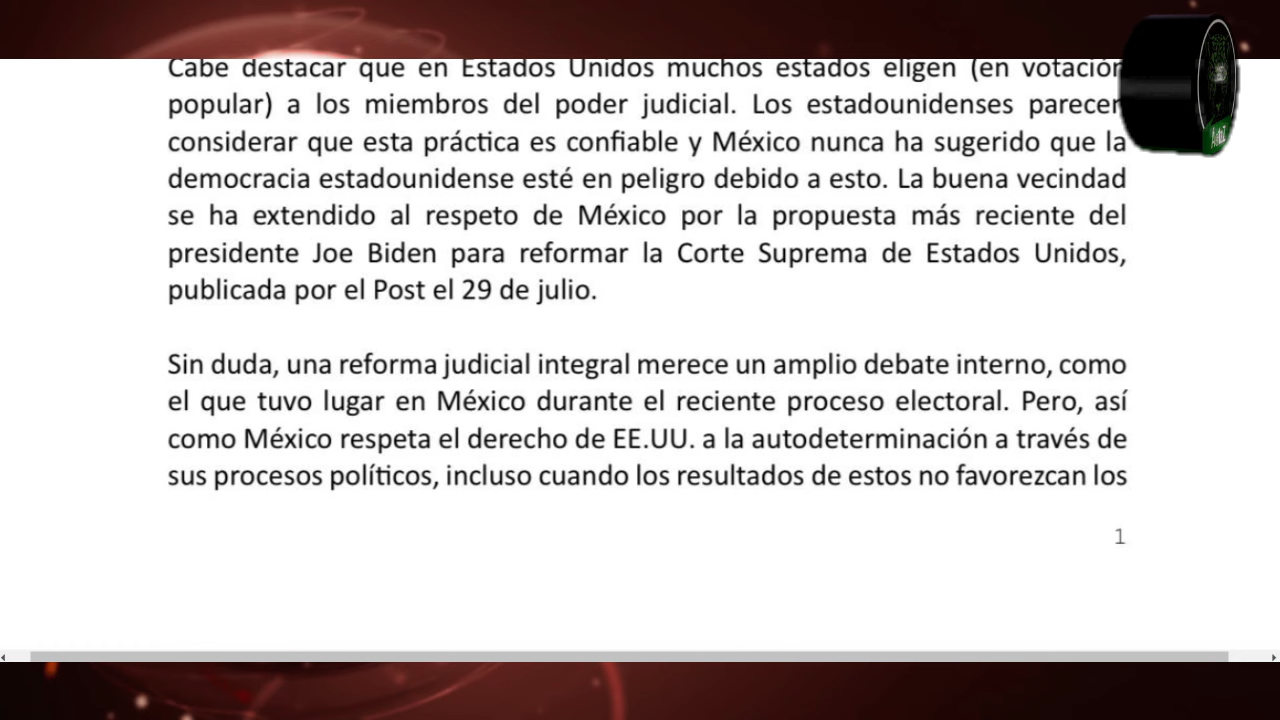 Cabe destacar que en Estados Unidos muchos estados eligen (en votación
popular) a los miembros del poder judicial. Los estadounidenses parecen
considerar que esta práctica es confiable y México nunca ha sugerido que la
democracia estadounidense esté en peligro debido a esto. La buena vecindad
se ha extendido al respeto de México por la propuesta más reciente del
presidente Joe Biden para reformar la Corte Suprema de Estados Unidos,
publicada por el Post el 29 de julio.
Sin duda, una reforma judicial integral merece un amplio debate interno, como
el que tuvo lugar en México durante el reciente proceso electoral. Pero, así
como México respeta el derecho de EE.UU. a la autodeterminación a través de
sus procesos políticos, incluso cuando los resultados de estos no favorezcan los
1